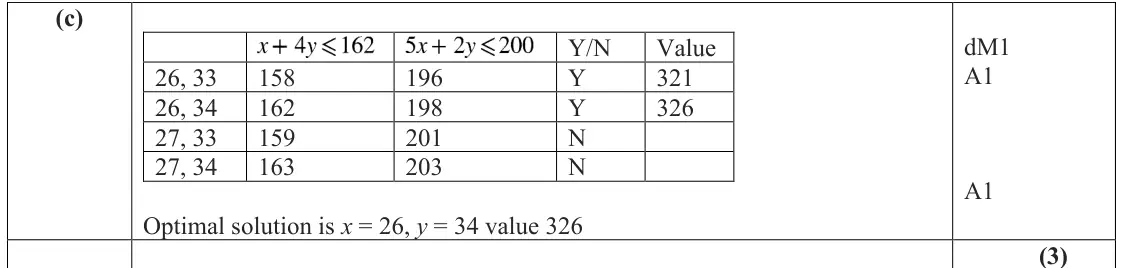 (c)
x + 4y ⩽ 162 5x + 2y ⩽ 200 Y/N Value
26, 33 158 196 Y 321
26, 34 162 198 Y 326
27, 33 159 201 N
27, 34 163 203 N
Optimal solution is x = 26, y = 34 value 326
dM1
A1
A1
(3)